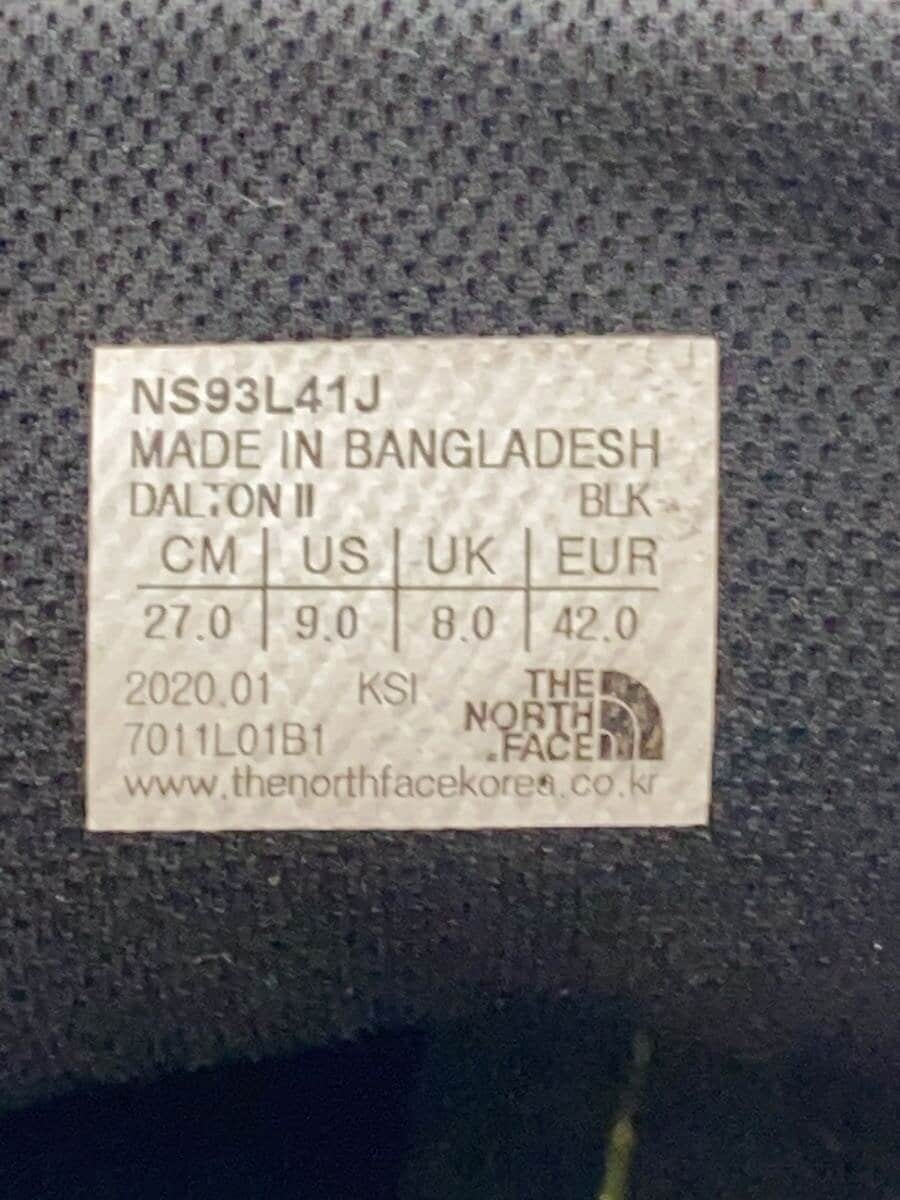 NS93L41J
MADE IN BANGLADESH
DALTON II BLK
CM US UK EUR
27.0 9.0 8.0 42.0
2020.01 KSI
7011L01B1
THE
NORTH
FACE
www.thenorthfacekorea.co.kr